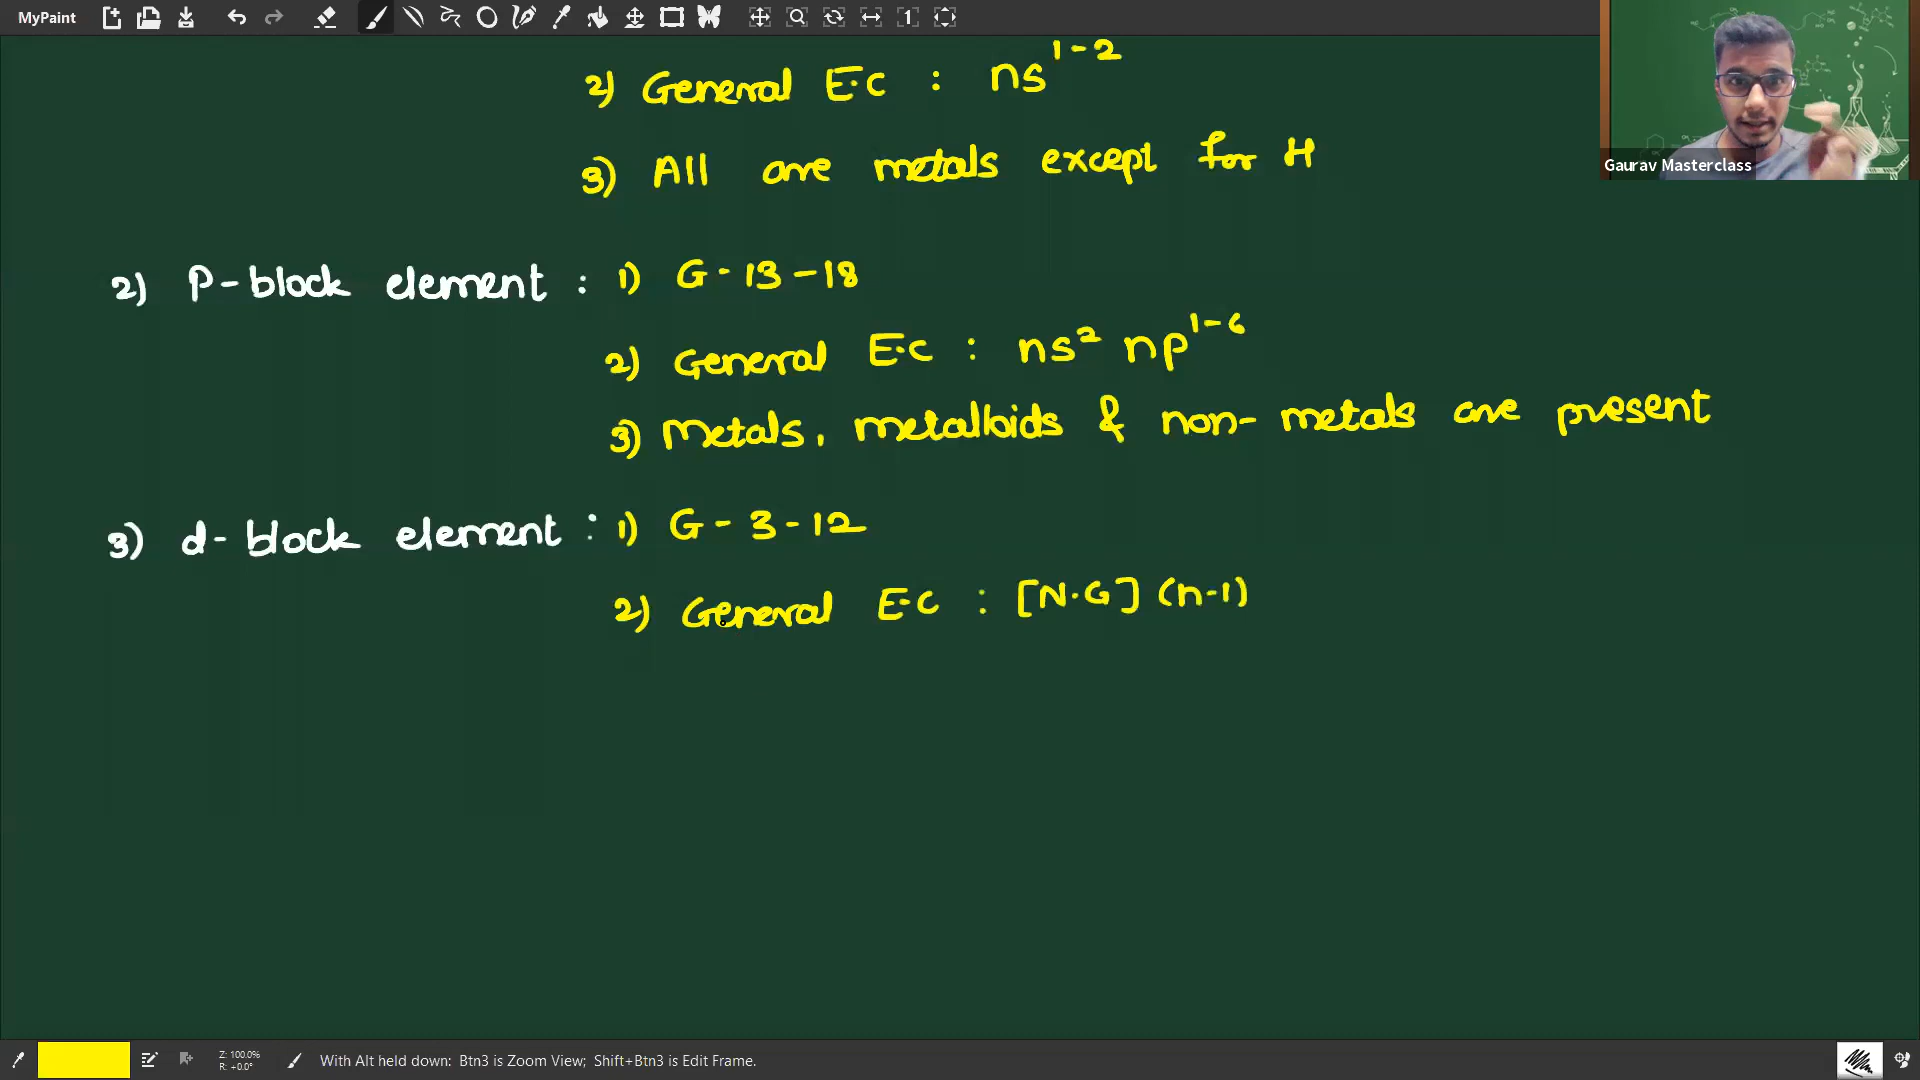 MyPaint
1
2) General E.C : ns¹⁻²
3) All are metals except for H
Gaurav Masterclass
2) P-block element : 1) G - 13 - 18
2) General E.C : ns² np¹⁻⁶
3) Metals, metalloids & non-metals are present
3) d-block element : 1) G - 3 - 12
2) General E.C : [N.G] (n-1)
Z: 100.0%
R: +0.0°
With Alt held down: Btn3 is Zoom View; Shift+Btn3 is Edit Frame.